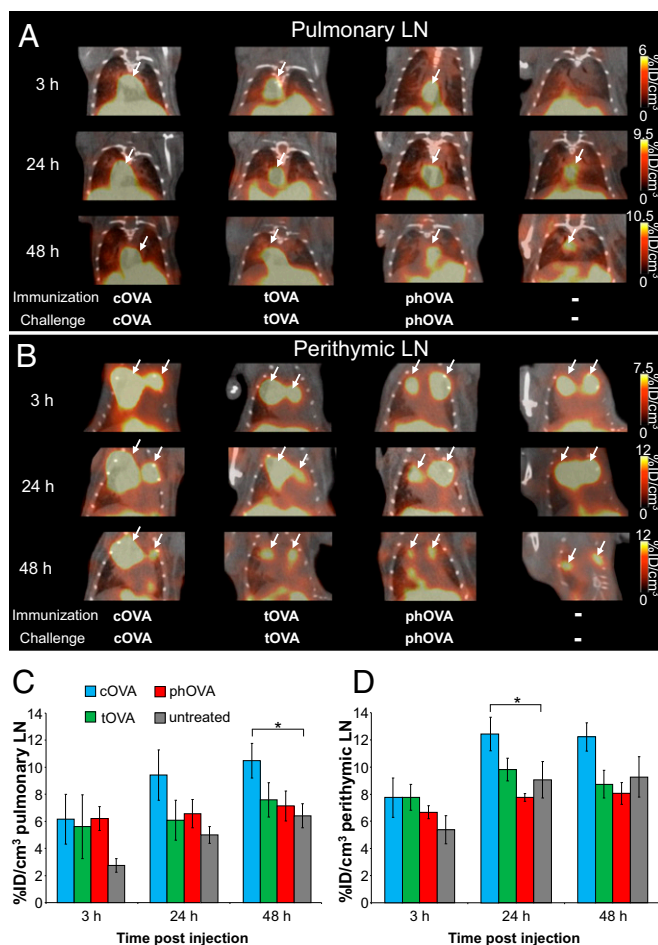 A
Pulmonary LN
3 h
6
%ID/cm³
0
24 h
9.5
%ID/cm³
0
48 h
10.5
%ID/cm³
0
Immunization cOVA tOVA phOVA -
Challenge cOVA tOVA phOVA -
B
Perithymic LN
3 h
7.5
%ID/cm³
0
24 h
12
%ID/cm³
0
48 h
12
%ID/cm³
0
Immunization cOVA tOVA phOVA -
Challenge cOVA tOVA phOVA -
C
cOVA phOVA
tOVA untreated
*
%ID/cm³ pulmonary LN
14
12
10
8
6
4
2
0
3 h 24 h 48 h
Time post injection
D
*
%ID/cm³ perithymic LN
14
12
10
8
6
4
2
0
3 h 24 h 48 h
Time post injection